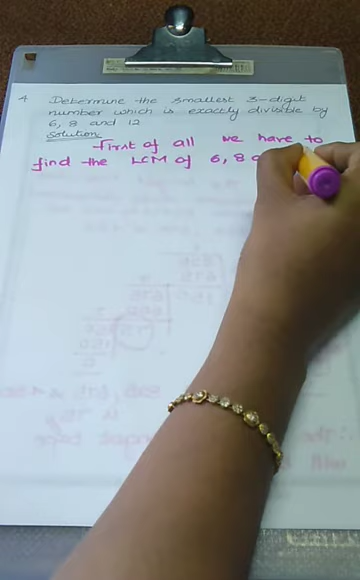 4 Determine the smallest 3-digit
number which is exactly divisible by
6, 8 and 12
Solution
First of all we have to
find the LCM of 6, 8